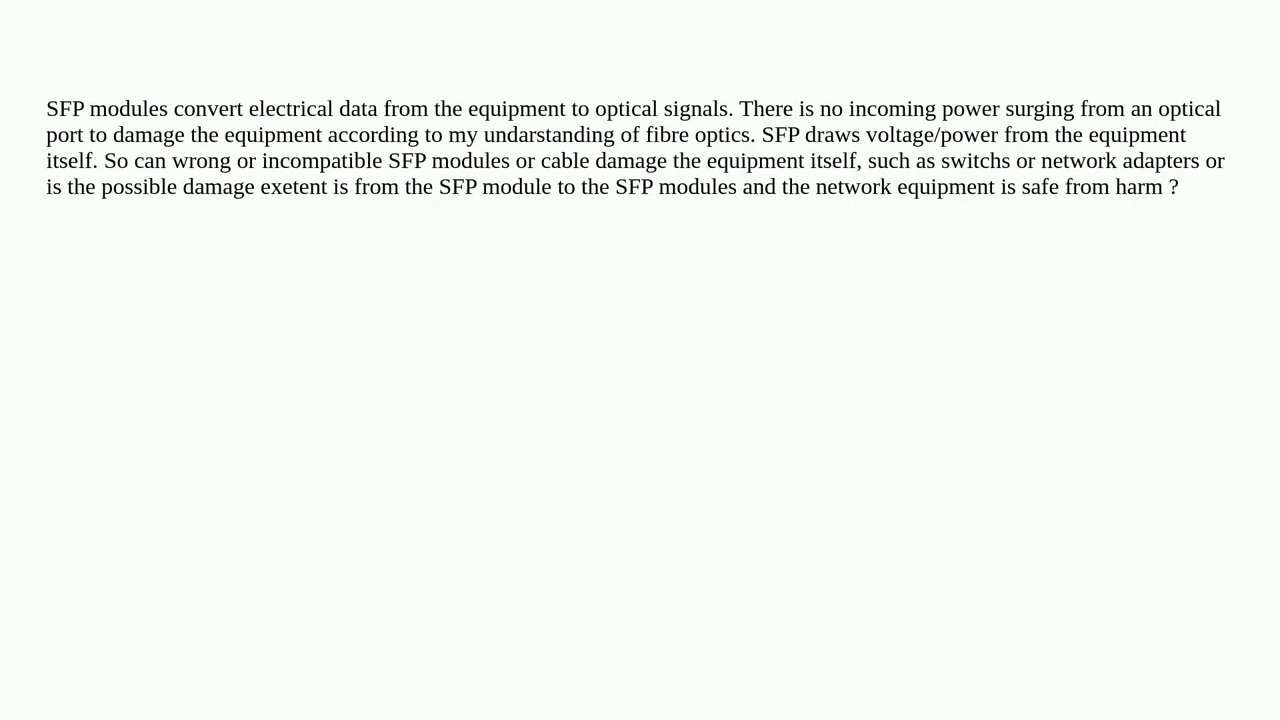 SFP modules convert electrical data from the equipment to optical signals. There is no incoming power surging from an optical
port to damage the equipment according to my undarstanding of fibre optics. SFP draws voltage/power from the equipment
itself. So can wrong or incompatible SFP modules or cable damage the equipment itself, such as switchs or network adapters or
is the possible damage exetent is from the SFP module to the SFP modules and the network equipment is safe from harm ?